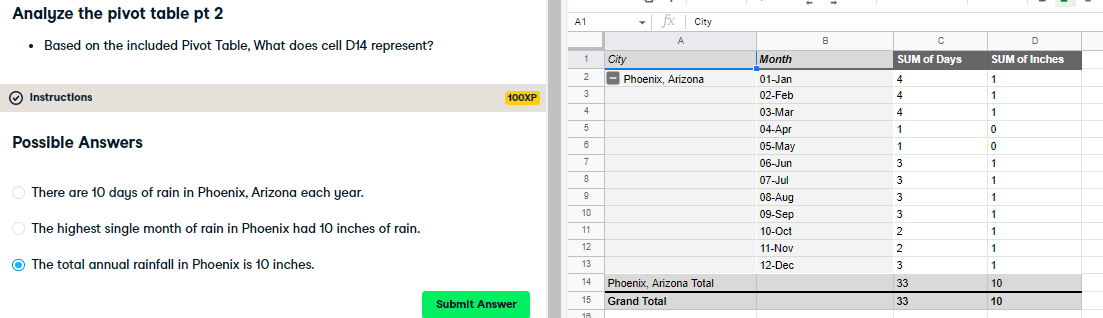 Analyze the pivot table pt 2
• Based on the included Pivot Table, What does cell D14 represent?
Instructions 100XP
Possible Answers
There are 10 days of rain in Phoenix, Arizona each year.
The highest single month of rain in Phoenix had 10 inches of rain.
The total annual rainfall in Phoenix is 10 inches.
Submit Answer
A1 fx City
A B C D
1 City Month SUM of Days SUM of Inches
2 Phoenix, Arizona 01-Jan 4 1
3 02-Feb 4 1
4 03-Mar 4 1
5 04-Apr 1 0
6 05-May 1 0
7 06-Jun 3 1
8 07-Jul 3 1
9 08-Aug 3 1
10 09-Sep 3 1
11 10-Oct 2 1
12 11-Nov 2 1
13 12-Dec 3 1
14 Phoenix, Arizona Total 33 10
15 Grand Total 33 10
16